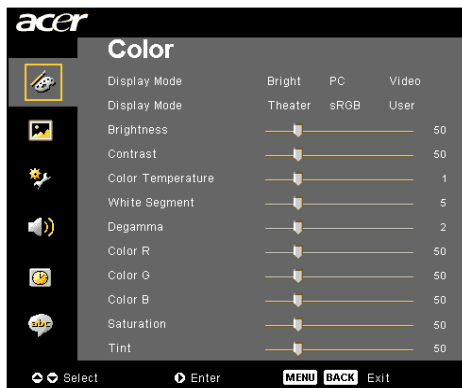 acer
Color
Display Mode Bright PC Video
Display Mode Theater sRGB User
Brightness 50
Contrast 50
Color Temperature 1
White Segment 5
Degamma 2
Color R 50
Color G 50
Color B 50
abc
Saturation 50
Tint 50
Select Enter MENU BACK Exit